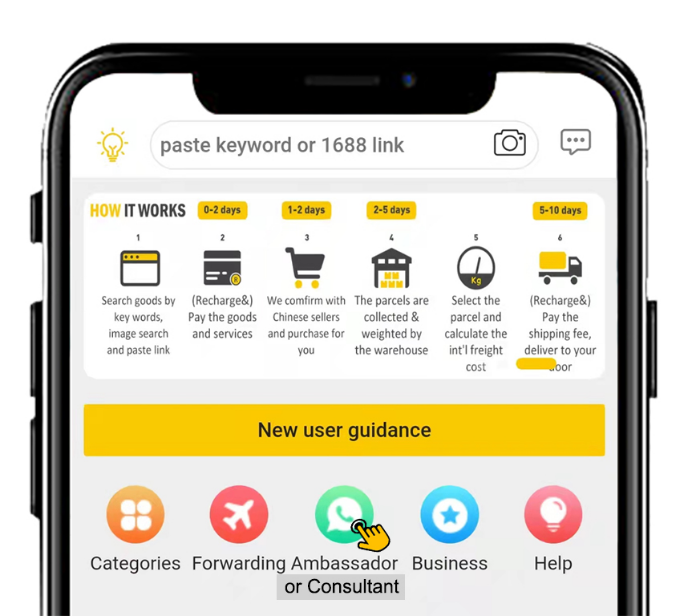 paste keyword or 1688 link
HOW IT WORKS
0-2 days
1-2 days
2-5 days
5-10 days
1
2
3
4
5
6
Search goods by
key words,
image search
and paste link
(Recharge&)
Pay the goods
and services
We comfirm with
Chinese sellers
and purchase for
you
The parcels are
collected &
weighted by
the warehouse
Kg
Select the
parcel and
calculate the
int'l freight
cost
(Recharge&)
Pay the
shipping fee,
deliver to your
New user guidance
Categories
Forwarding
Ambassador
or Consultant
Business
Help